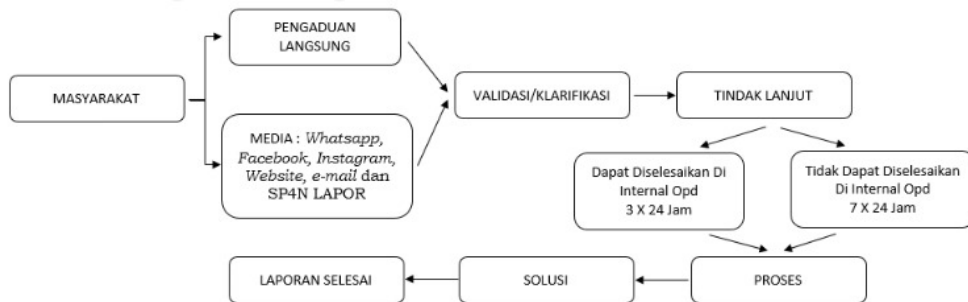 MASYARAKAT
PENGADUAN
LANGSUNG
MEDIA : Whatsapp,
Facebook, Instagram,
Website, e-mail dan
SP4N LAPOR
VALIDASI/KLARIFIKASI
TINDAK LANJUT
Dapat Diselesaikan Di
Internal Opd
3 X 24 Jam
Tidak Dapat Diselesaikan
Di Internal Opd
7 X 24 Jam
PROSES
SOLUSI
LAPORAN SELESAI